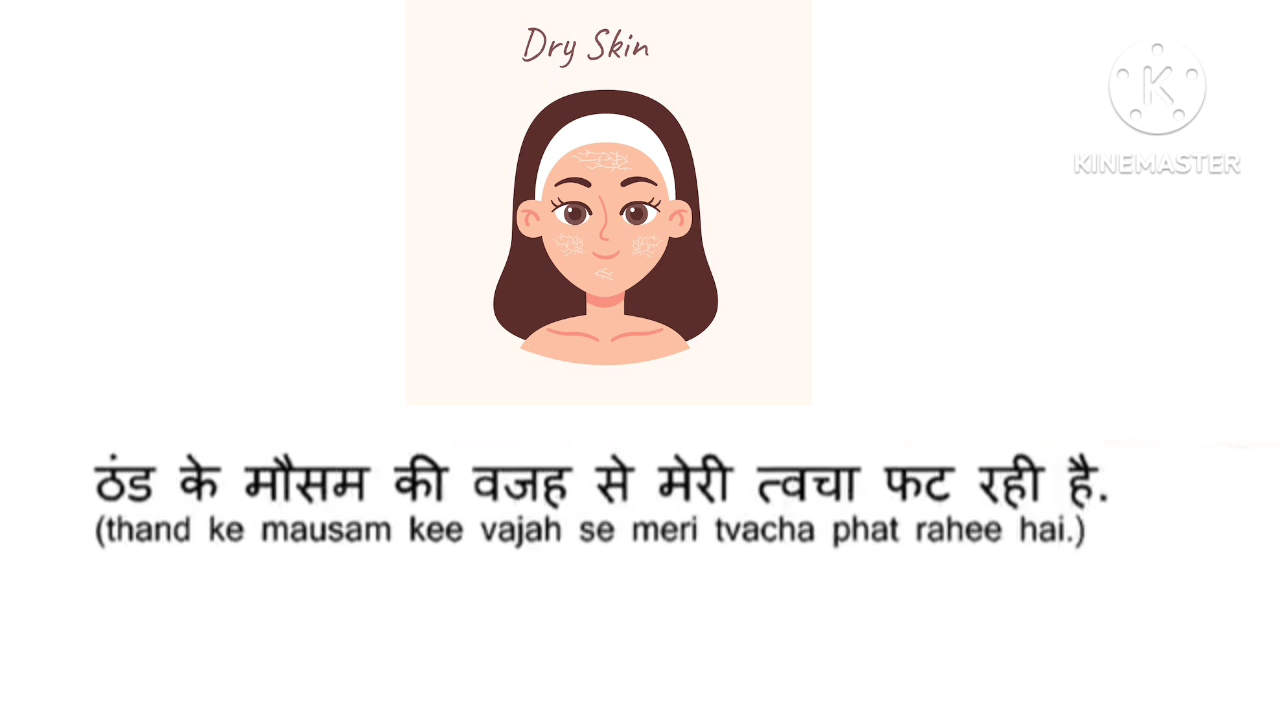 Dry Skin
K
KINEMASTER
ठंड के मौसम की वजह से मेरी त्वचा फट रही है.
(thand ke mausam kee vajah se meri tvacha phat rahee hai.)